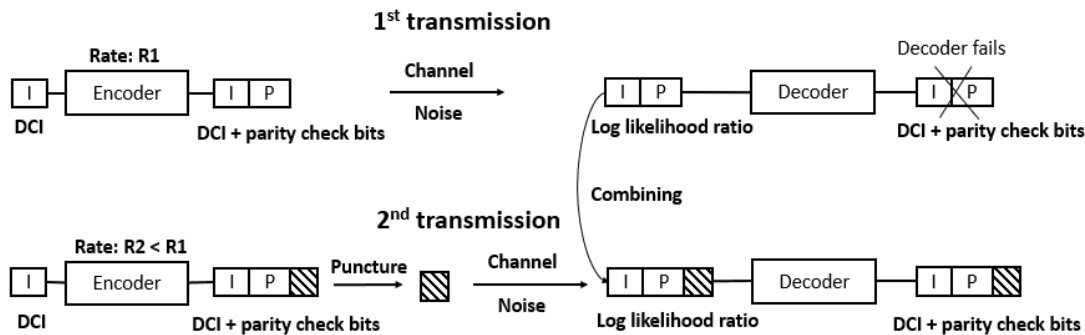 1st transmission
Rate: R1
I
Encoder
I P
DCI
DCI + parity check bits
Channel
Noise
I P
Log likelihood ratio
Decoder
Decoder fails
I P
DCI + parity check bits
Combining
2nd transmission
Rate: R2 < R1
I
Encoder
I P
DCI
DCI + parity check bits
Puncture
Channel
Noise
I P
Log likelihood ratio
Decoder
I P
DCI + parity check bits